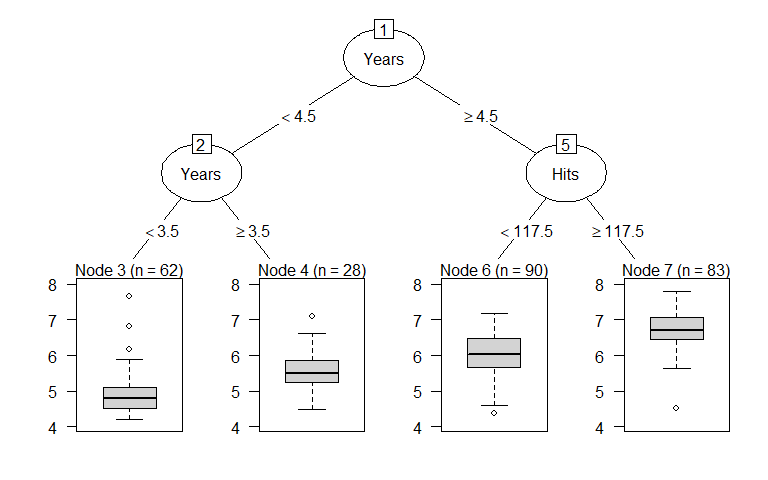 1
Years
< 4.5
≥ 4.5
2
Years
5
Hits
< 3.5
≥ 3.5
< 117.5
≥ 117.5
Node 3 (n = 62)
Node 4 (n = 28)
Node 6 (n = 90)
Node 7 (n = 83)
8 8 8 8
7 7 7 7
6 6 6 6
5 5 5 5
4 4 4 4